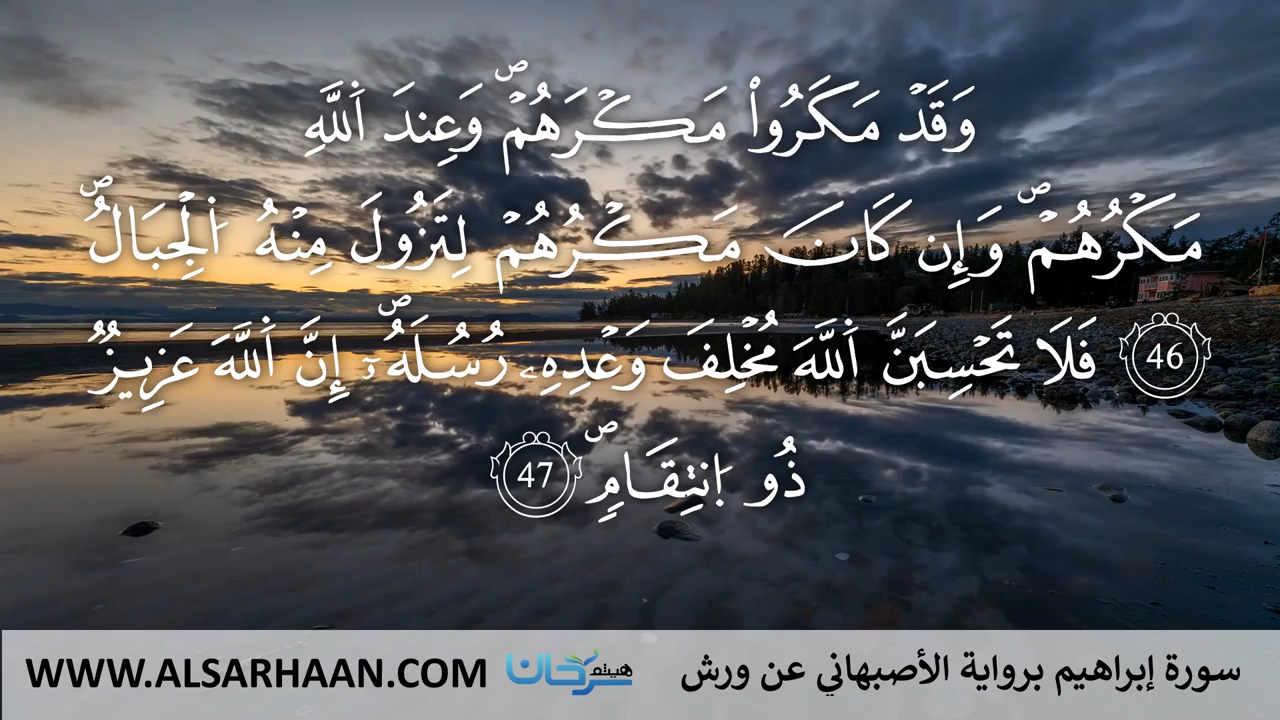 وَقَدْ مَكَرُواْ مَكْرَهُمْۖ وَعِندَ اَ۬للَّهِ
مَكْرُهُمْۖ وَإِن كَانَ مَكْرُهُمْ لِتَزُولَ مِنْهُ اُ۬لْجِبَالُۖ
46 فَلَا تَحْسِبَنَّ اَ۬للَّهَ مُخْلِفَ وَعْدِهِۦ رُسُلَهُۥٓۖ إِنَّ اَ۬للَّهَ عَزِيزٌ
ذُو اُ۪نتِقَامٍۖ 47
سورة إبراهيم برواية الأصبهاني عن ورش
هيثم سرحان
WWW.ALSARHAAN.COM